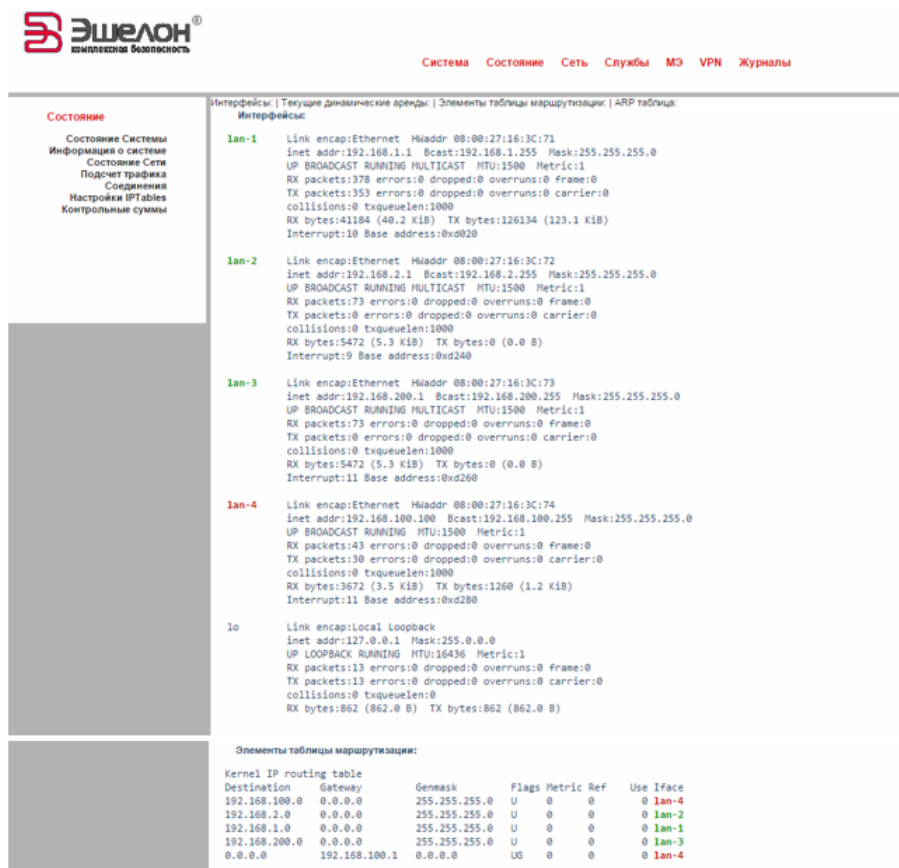 Эшелон®
комплексная безопасность
Система Состояние Сеть Службы МЭ VPN Журналы
Состояние
Состояние Системы
Информация о системе
Состояние Сети
Подсчет трафика
Соединения
Настройки IPTables
Контрольные суммы
Интерфейсы: | Текущие динамические аренды: | Элементы таблицы маршрутизации: | ARP таблица:
Интерфейсы:
lan-1 Link encap:Ethernet HWaddr 08:00:27:16:3C:71
inet addr:192.168.1.1 Bcast:192.168.1.255 Mask:255.255.255.0
UP BROADCAST RUNNING MULTICAST MTU:1500 Metric:1
RX packets:378 errors:0 dropped:0 overruns:0 frame:0
TX packets:353 errors:0 dropped:0 overruns:0 carrier:0
collisions:0 txqueuelen:1000
RX bytes:41184 (40.2 KiB) TX bytes:126134 (123.1 KiB)
Interrupt:10 Base address:0xd020
lan-2 Link encap:Ethernet HWaddr 08:00:27:16:3C:72
inet addr:192.168.2.1 Bcast:192.168.2.255 Mask:255.255.255.0
UP BROADCAST RUNNING MULTICAST MTU:1500 Metric:1
RX packets:73 errors:0 dropped:0 overruns:0 frame:0
TX packets:0 errors:0 dropped:0 overruns:0 carrier:0
collisions:0 txqueuelen:1000
RX bytes:5472 (5.3 KiB) TX bytes:0 (0.0 B)
Interrupt:9 Base address:0xd240
lan-3 Link encap:Ethernet HWaddr 08:00:27:16:3C:73
inet addr:192.168.200.1 Bcast:192.168.200.255 Mask:255.255.255.0
UP BROADCAST RUNNING MULTICAST MTU:1500 Metric:1
RX packets:73 errors:0 dropped:0 overruns:0 frame:0
TX packets:0 errors:0 dropped:0 overruns:0 carrier:0
collisions:0 txqueuelen:1000
RX bytes:5472 (5.3 KiB) TX bytes:0 (0.0 B)
Interrupt:11 Base address:0xd260
lan-4 Link encap:Ethernet HWaddr 08:00:27:16:3C:74
inet addr:192.168.100.100 Bcast:192.168.100.255 Mask:255.255.255.0
UP BROADCAST RUNNING MTU:1500 Metric:1
RX packets:43 errors:0 dropped:0 overruns:0 frame:0
TX packets:30 errors:0 dropped:0 overruns:0 carrier:0
collisions:0 txqueuelen:1000
RX bytes:3672 (3.5 KiB) TX bytes:1260 (1.2 KiB)
Interrupt:11 Base address:0xd280
lo Link encap:Local Loopback
inet addr:127.0.0.1 Mask:255.0.0.0
UP LOOPBACK RUNNING MTU:16436 Metric:1
RX packets:13 errors:0 dropped:0 overruns:0 frame:0
TX packets:13 errors:0 dropped:0 overruns:0 carrier:0
collisions:0 txqueuelen:0
RX bytes:862 (862.0 B) TX bytes:862 (862.0 B)
Элементы таблицы маршрутизации:
Kernel IP routing table
Destination Gateway Genmask Flags Metric Ref Use Iface
192.168.100.0 0.0.0.0 255.255.255.0 U 0 0 0 lan-4
192.168.2.0 0.0.0.0 255.255.255.0 U 0 0 0 lan-2
192.168.1.0 0.0.0.0 255.255.255.0 U 0 0 0 lan-1
192.168.200.0 0.0.0.0 255.255.255.0 U 0 0 0 lan-3
0.0.0.0 192.168.100.1 0.0.0.0 UG 0 0 0 lan-4